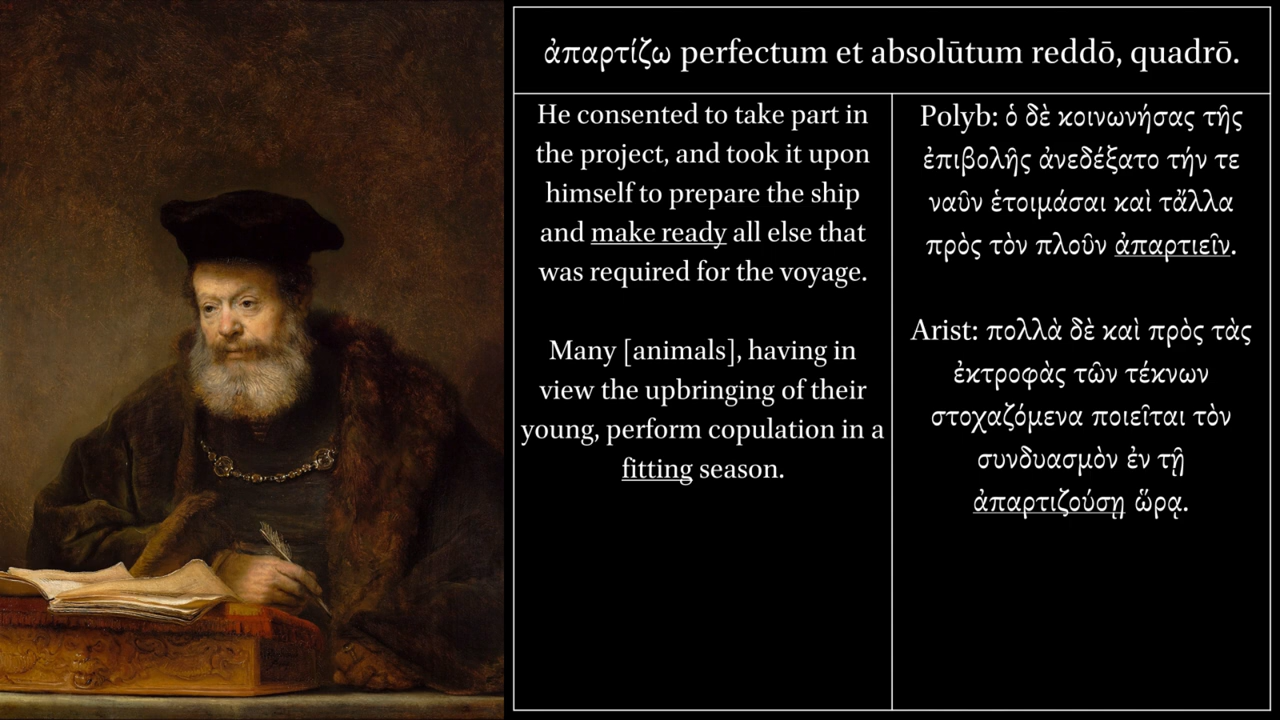 ἀπαρτίζω perfectum et absolūtum reddō, quadrō.
He consented to take part in
the project, and took it upon
himself to prepare the ship
and make ready all else that
was required for the voyage.
Many [animals], having in
view the upbringing of their
young, perform copulation in a
fitting season.
Polyb: ὁ δὲ κοινωνήσας τῆς
ἐπιβολῆς ἀνεδέξατο τήν τε
ναῦν ἑτοιμάσαι καὶ τἄλλα
πρὸς τὸν πλοῦν ἀπαρτιεῖν.
Arist: πολλὰ δὲ καὶ πρὸς τὰς
ἐκτροφὰς τῶν τέκνων
στοχαζόμενα ποιεῖται τὸν
συνδυασμὸν ἐν τῇ
ἀπαρτιζούσῃ ὥρᾳ.